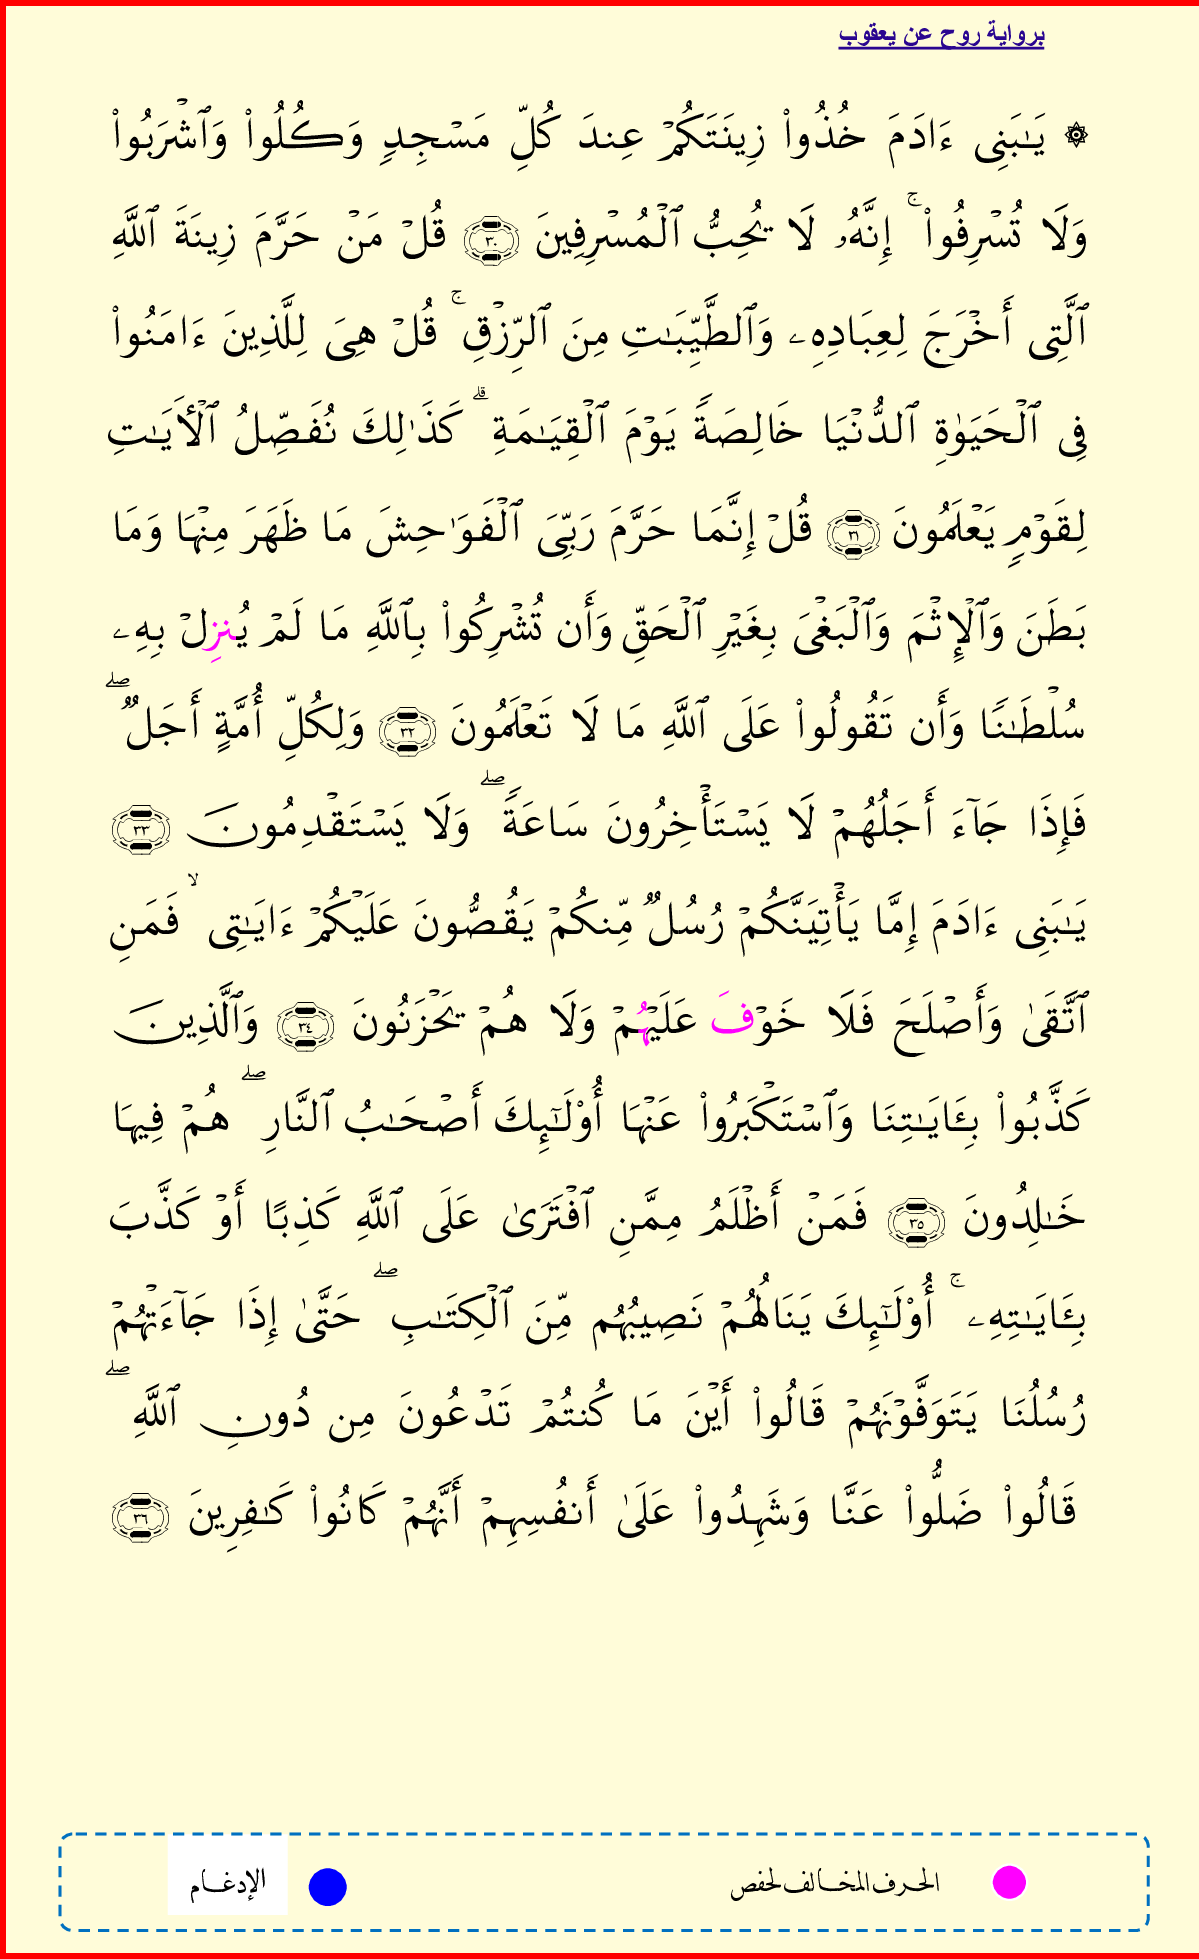 برواية روح عن يعقوب
۞ يَـٰبَنِى ءَادَمَ خُذُوا۟ زِينَتَكُمْ عِندَ كُلِّ مَسْجِدٍ وَكُلُوا۟ وَٱشْرَبُوا۟
وَلَا تُسْرِفُوٓا۟ ۚ إِنَّهُۥ لَا يُحِبُّ ٱلْمُسْرِفِينَ ٣٠ قُلْ مَنْ حَرَّمَ زِينَةَ ٱللَّهِ
ٱلَّتِى أَخْرَجَ لِعِبَادِهِۦ وَٱلطَّيِّبَـٰتِ مِنَ ٱلرِّزْقِ ۚ قُلْ هِىَ لِلَّذِينَ ءَامَنُوا۟
فِى ٱلْحَيَوٰةِ ٱلدُّنْيَا خَالِصَةً يَوْمَ ٱلْقِيَـٰمَةِ ۗ كَذَٰلِكَ نُفَصِّلُ ٱلْأَيَـٰتِ
لِقَوْمٍ يَعْلَمُونَ ٣١ قُلْ إِنَّمَا حَرَّمَ رَبِّىَ ٱلْفَوَٰحِشَ مَا ظَهَرَ مِنْهَا وَمَا
بَطَنَ وَٱلْإِثْمَ وَٱلْبَغْىَ بِغَيْرِ ٱلْحَقِّ وَأَن تُشْرِكُوا۟ بِٱللَّهِ مَا لَمْ يُنزِلْ بِهِۦ
سُلْطَـٰنًا وَأَن تَقُولُوا۟ عَلَى ٱللَّهِ مَا لَا تَعْلَمُونَ ٣٢ وَلِكُلِّ أُمَّةٍ أَجَلٌ ۖ
فَإِذَا جَآءَ أَجَلُهُمْ لَا يَسْتَأْخِرُونَ سَاعَةً ۖ وَلَا يَسْتَقْدِمُونَ ٣٣
يَـٰبَنِى ءَادَمَ إِمَّا يَأْتِيَنَّكُمْ رُسُلٌ مِّنكُمْ يَقُصُّونَ عَلَيْكُمْ ءَايَـٰتِى ۙ فَمَنِ
ٱتَّقَىٰ وَأَصْلَحَ فَلَا خَوْفَ عَلَيْهُمْ وَلَا هُمْ يَحْزَنُونَ ٣٤ وَٱلَّذِينَ
كَذَّبُوا۟ بِـَٔايَـٰتِنَا وَٱسْتَكْبَرُوا۟ عَنْهَا أُو۟لَـٰٓئِكَ أَصْحَـٰبُ ٱلنَّارِ ۖ هُمْ فِيهَا
خَـٰلِدُونَ ٣٥ فَمَنْ أَظْلَمُ مِمَّنِ ٱفْتَرَىٰ عَلَى ٱللَّهِ كَذِبًا أَوْ كَذَّبَ
بِـَٔايَـٰتِهِۦ ۚ أُو۟لَـٰٓئِكَ يَنَالُهُمْ نَصِيبُهُم مِّنَ ٱلْكِتَـٰبِ ۖ حَتَّىٰ إِذَا جَآءَتْهُمْ
رُسُلُنَا يَتَوَفَّوْنَهُمْ قَالُوا۟ أَيْنَ مَا كُنتُمْ تَدْعُونَ مِن دُونِ ٱللَّهِ ۖ
قَالُوا۟ ضَلُّوا۟ عَنَّا وَشَهِدُوا۟ عَلَىٰ أَنفُسِهِمْ أَنَّهُمْ كَانُوا۟ كَـٰفِرِينَ ٣٦
الحرف المخالف لحفص
الإدغام